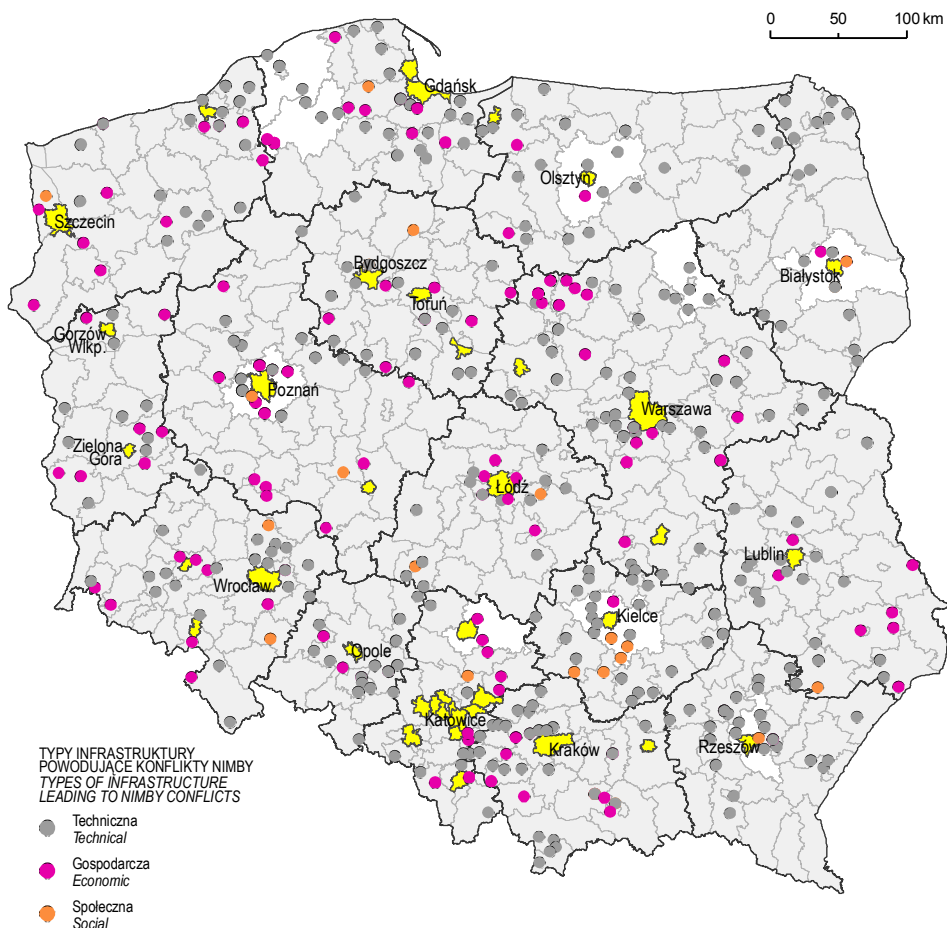 0 50 100 km
Gdańsk
Olsztyn
Szczecin
Białystok
Bydgoszcz
Toruń
Gorzów
Wlkp.
Poznań
Warszawa
Zielona
Góra
Łódź
Lublin
Wrocław
Kielce
Opole
Katowice
Kraków
Rzeszów
TYPY INFRASTRUKTURY
POWODUJĄCE KONFLIKTY NIMBY
TYPES OF INFRASTRUCTURE
LEADING TO NIMBY CONFLICTS
Techniczna
Technical
Gospodarcza
Economic
Społeczna
Social